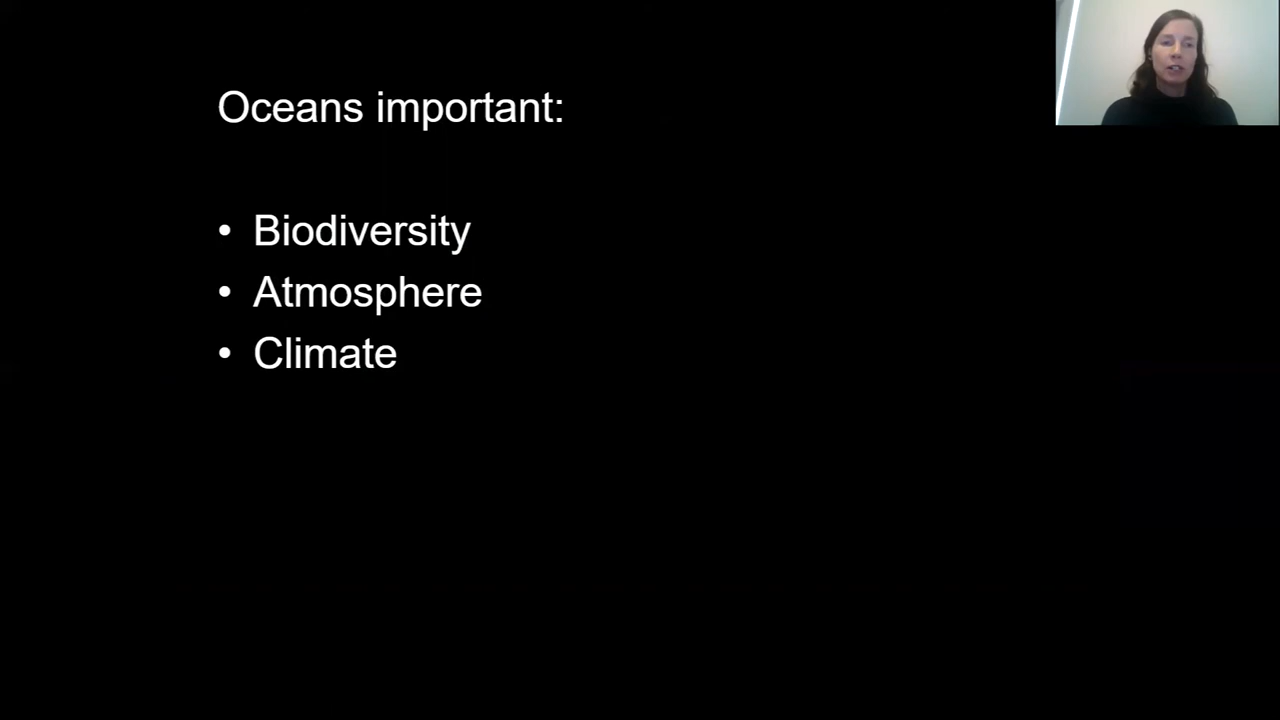 Oceans important:
• Biodiversity
• Atmosphere
• Climate